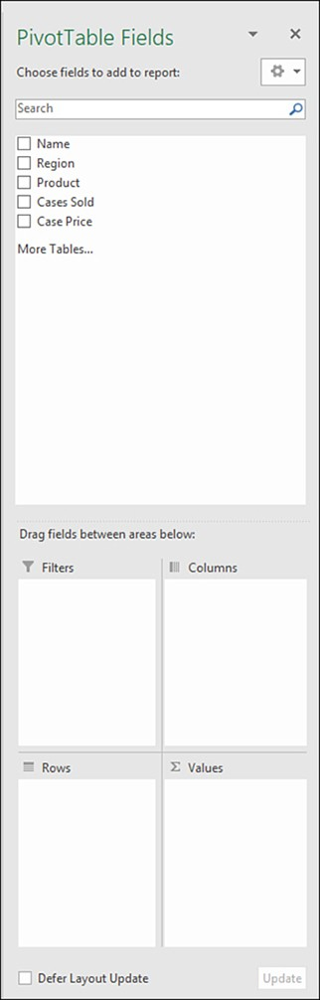 PivotTable Fields
Choose fields to add to report:
Search
Name
Region
Product
Cases Sold
Case Price
More Tables...
Drag fields between areas below:
Filters
Columns
Rows
Σ Values
Defer Layout Update
Update